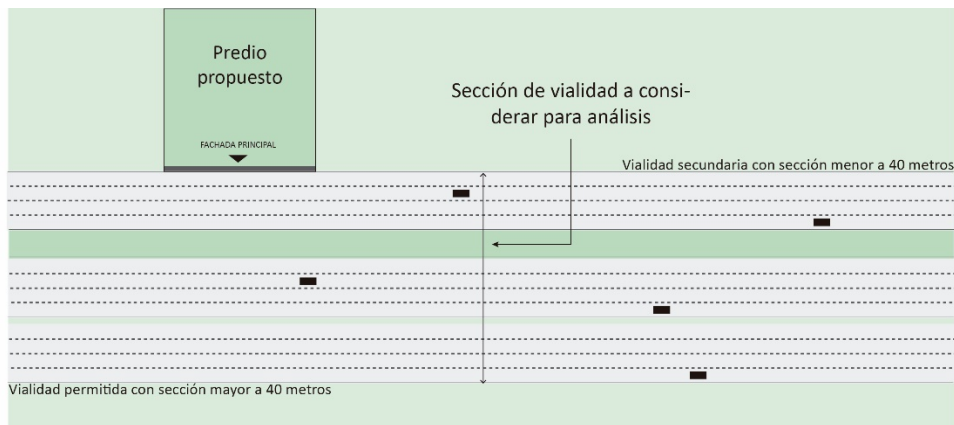 Predio
propuesto
Sección de vialidad a consi-
derar para análisis
FACHADA PRINCIPAL
Vialidad secundaria con sección menor a 40 metros
Vialidad permitida con sección mayor a 40 metros